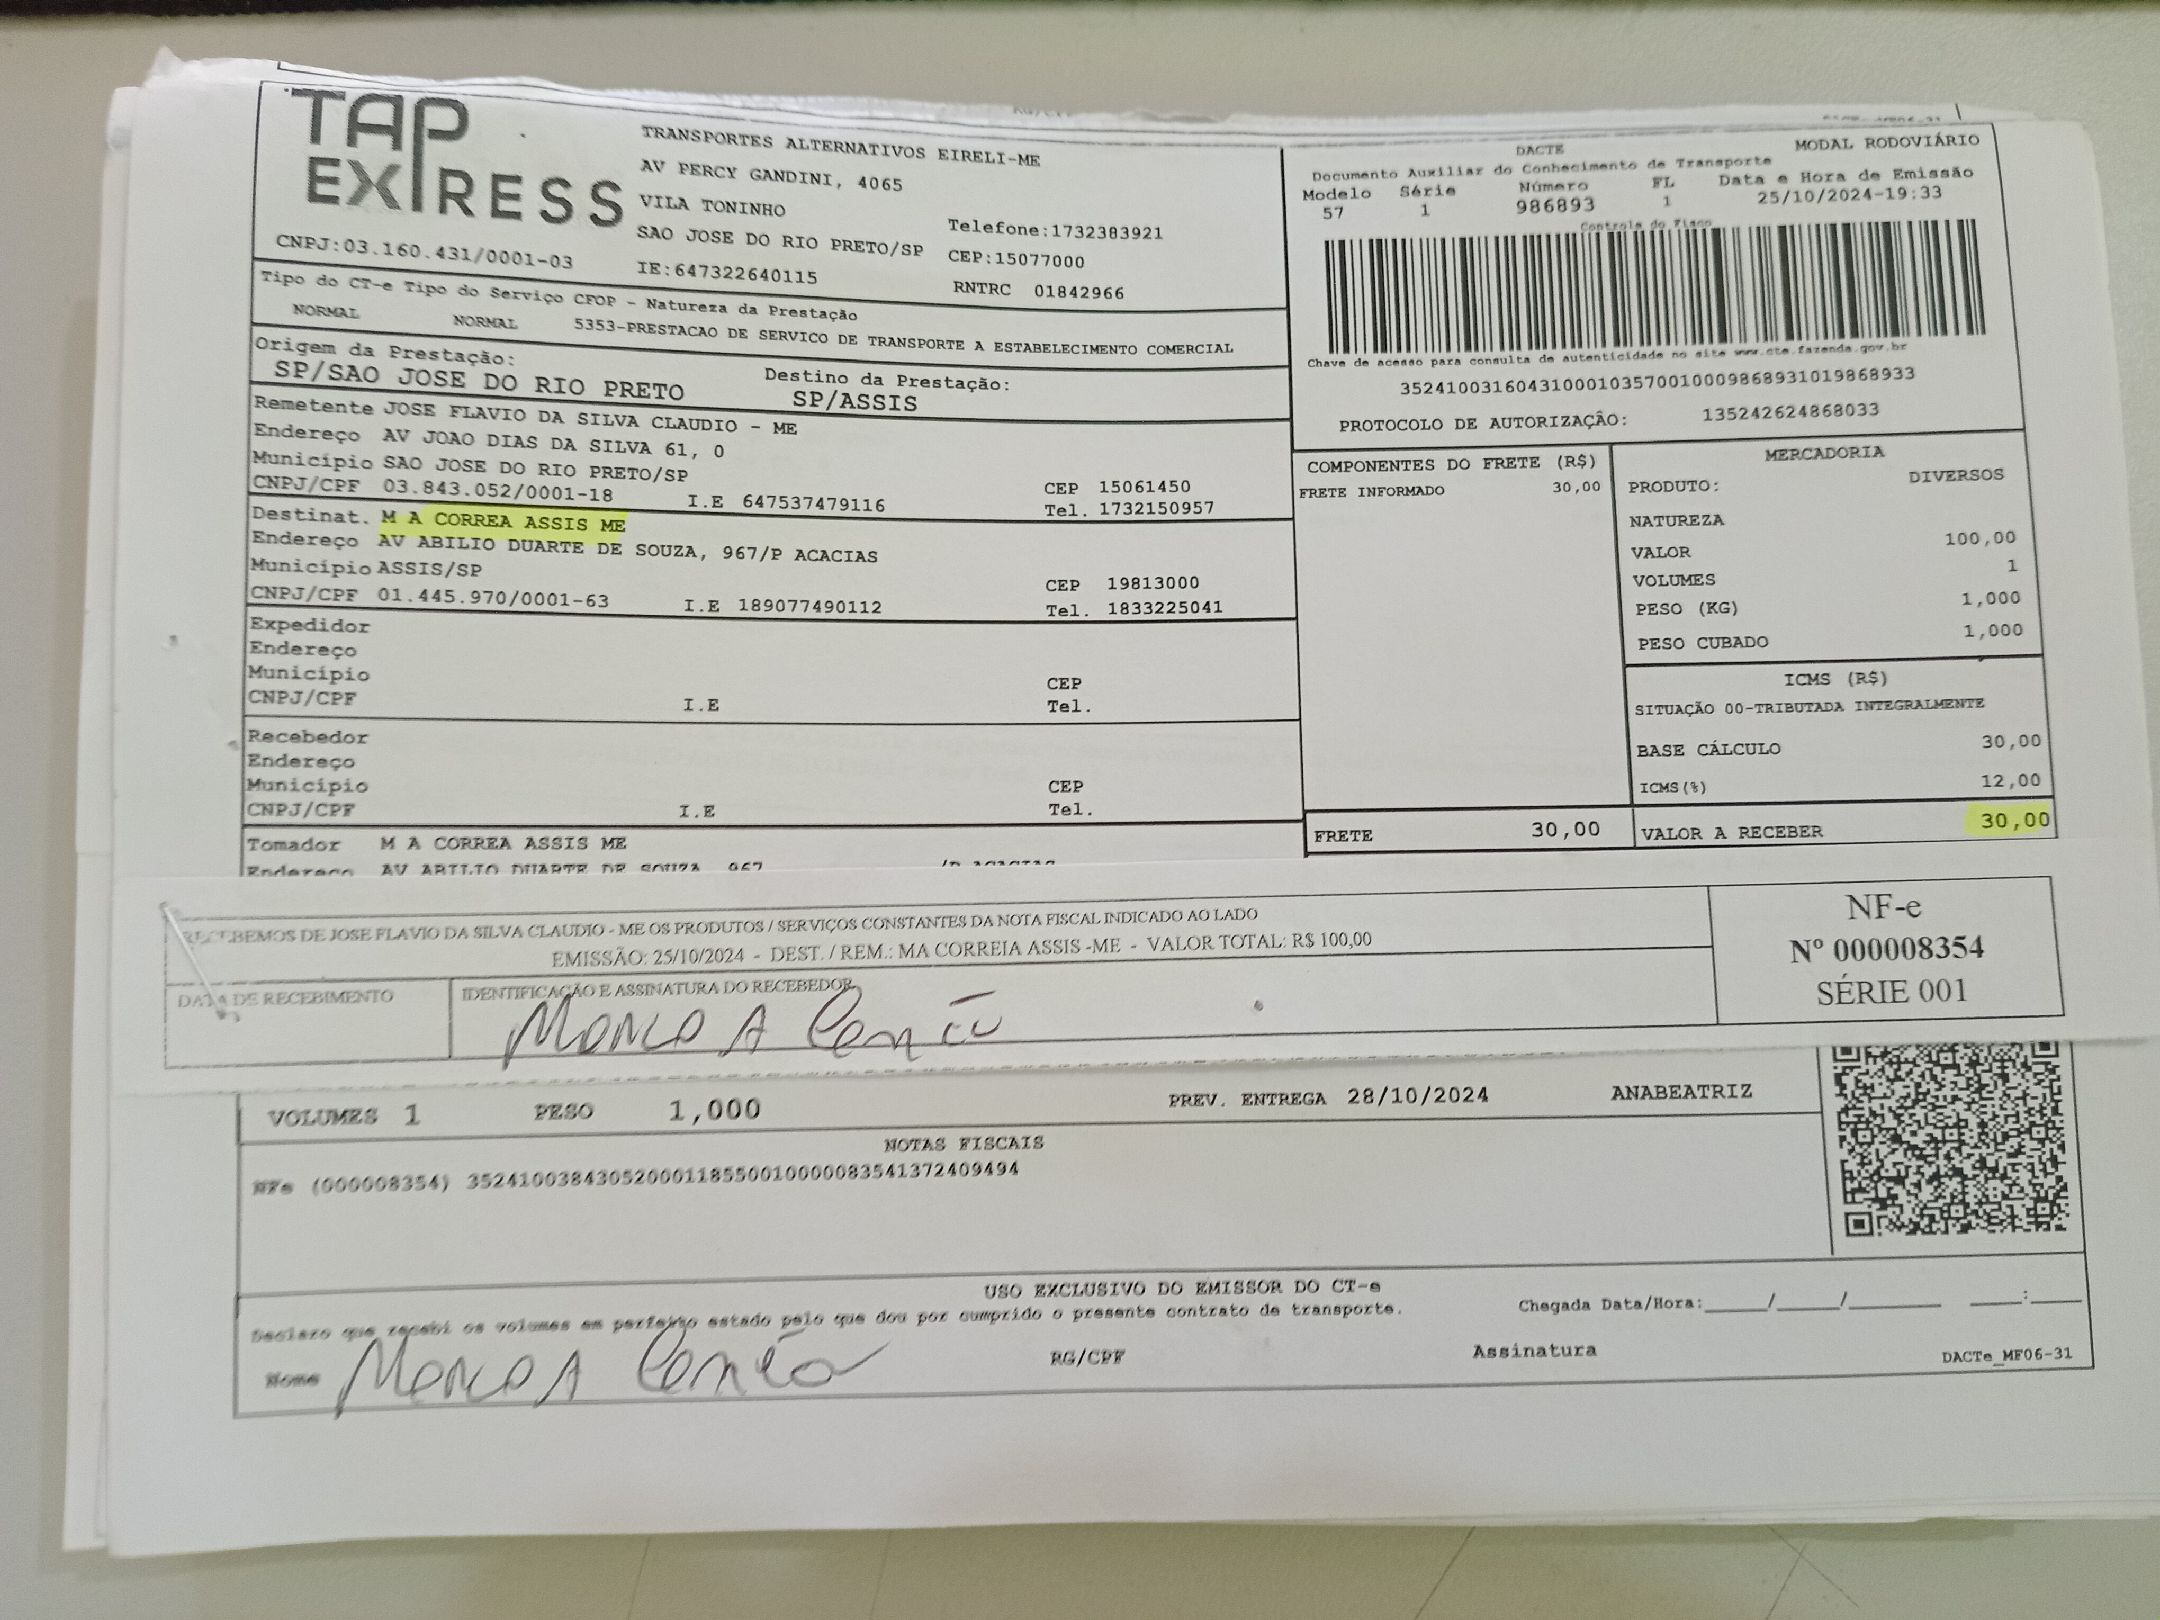 TAP
EXPRESS
CNPJ:03.160.431/0001-03
TRANSPORTES ALTERNATIVOS EIRELI-ME
AV PERCY GANDINI, 4065
VILA TONINHO
SAO JOSE DO RIO PRETO/SP
IE:647322640115
Telefone:1732383921
CEP:15077000
RNTRC 01842966
DACTE MODAL RODOVIÁRIO
Documento Auxiliar do Conhecimento de Transporte
Modelo Série Número FL Data e Hora de Emissão
57 1 986893 1 25/10/2024-19:33
Controle do Fisco
Chave de acesso para consulta de autenticidade no site www.cte.fazenda.gov.br
35241003160431000103570010009868931019868933
PROTOCOLO DE AUTORIZAÇÃO: 135242624868033
Tipo do CT-e Tipo do Serviço CFOP - Natureza da Prestação
NORMAL NORMAL 5353-PRESTACAO DE SERVICO DE TRANSPORTE A ESTABELECIMENTO COMERCIAL
Origem da Prestação: Destino da Prestação:
SP/SAO JOSE DO RIO PRETO SP/ASSIS
Remetente JOSE FLAVIO DA SILVA CLAUDIO - ME
Endereço AV JOAO DIAS DA SILVA 61, 0
Município SAO JOSE DO RIO PRETO/SP CEP 15061450
CNPJ/CPF 03.843.052/0001-18 I.E 647537479116 Tel. 1732150957
Destinat. M A CORREA ASSIS ME
Endereço AV ABILIO DUARTE DE SOUZA, 967/P ACACIAS
Município ASSIS/SP CEP 19813000
CNPJ/CPF 01.445.970/0001-63 I.E 189077490112 Tel. 1833225041
Expedidor
Endereço
Município CEP
CNPJ/CPF I.E Tel.
Recebedor
Endereço
Município CEP
CNPJ/CPF I.E Tel.
Tomador M A CORREA ASSIS ME
Endereço AV ABILIO DUARTE DE SOUZA, 967 /P ACACIAS
COMPONENTES DO FRETE (R$)
FRETE INFORMADO 30,00
FRETE 30,00
MERCADORIA
PRODUTO: DIVERSOS
NATUREZA
VALOR 100,00
VOLUMES 1
PESO (KG) 1,000
PESO CUBADO 1,000
ICMS (R$)
SITUAÇÃO 00-TRIBUTADA INTEGRALMENTE
BASE CÁLCULO 30,00
ICMS(%) 12,00
VALOR A RECEBER 30,00
RECEBEMOS DE JOSE FLAVIO DA SILVA CLAUDIO - ME OS PRODUTOS / SERVIÇOS CONSTANTES DA NOTA FISCAL INDICADO AO LADO
EMISSÃO: 25/10/2024 - DEST. / REM.: MA CORREIA ASSIS -ME - VALOR TOTAL: R$ 100,00
DATA DE RECEBIMENTO IDENTIFICAÇÃO E ASSINATURA DO RECEBEDOR
NF-e
Nº 000008354
SÉRIE 001
VOLUMES 1 PESO 1,000 PREV. ENTREGA 28/10/2024 ANABEATRIZ
NOTAS FISCAIS
NFe (000008354) 35241003843052000118550010000083541372409494
USO EXCLUSIVO DO EMISSOR DO CT-e
Declaro que recebi os volumes em perfeito estado pelo que dou por cumprido o presente contrato de transporte.
Chegada Data/Hora:_____/_____/________ ____:____
Nome RG/CPF Assinatura
DACTe_MF06-31